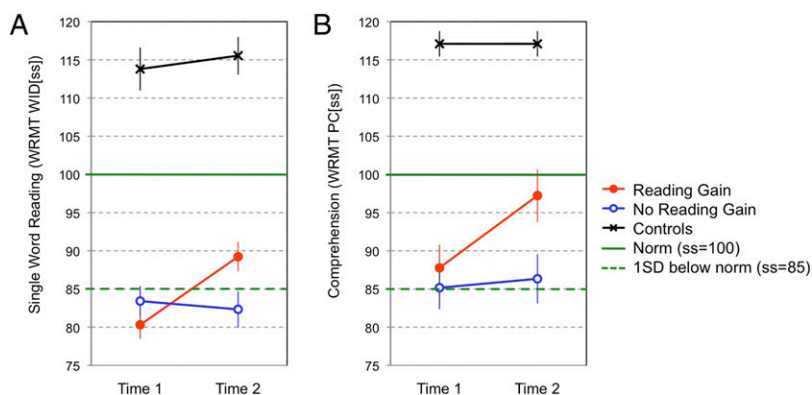 A
Single Word Reading (WRMT WID[ss])
120
115
110
105
100
95
90
85
80
75
Time 1 Time 2
B
Comprehension (WRMT PC[ss])
120
115
110
105
100
95
90
85
80
75
Time 1 Time 2
Reading Gain
No Reading Gain
Controls
Norm (ss=100)
1SD below norm (ss=85)